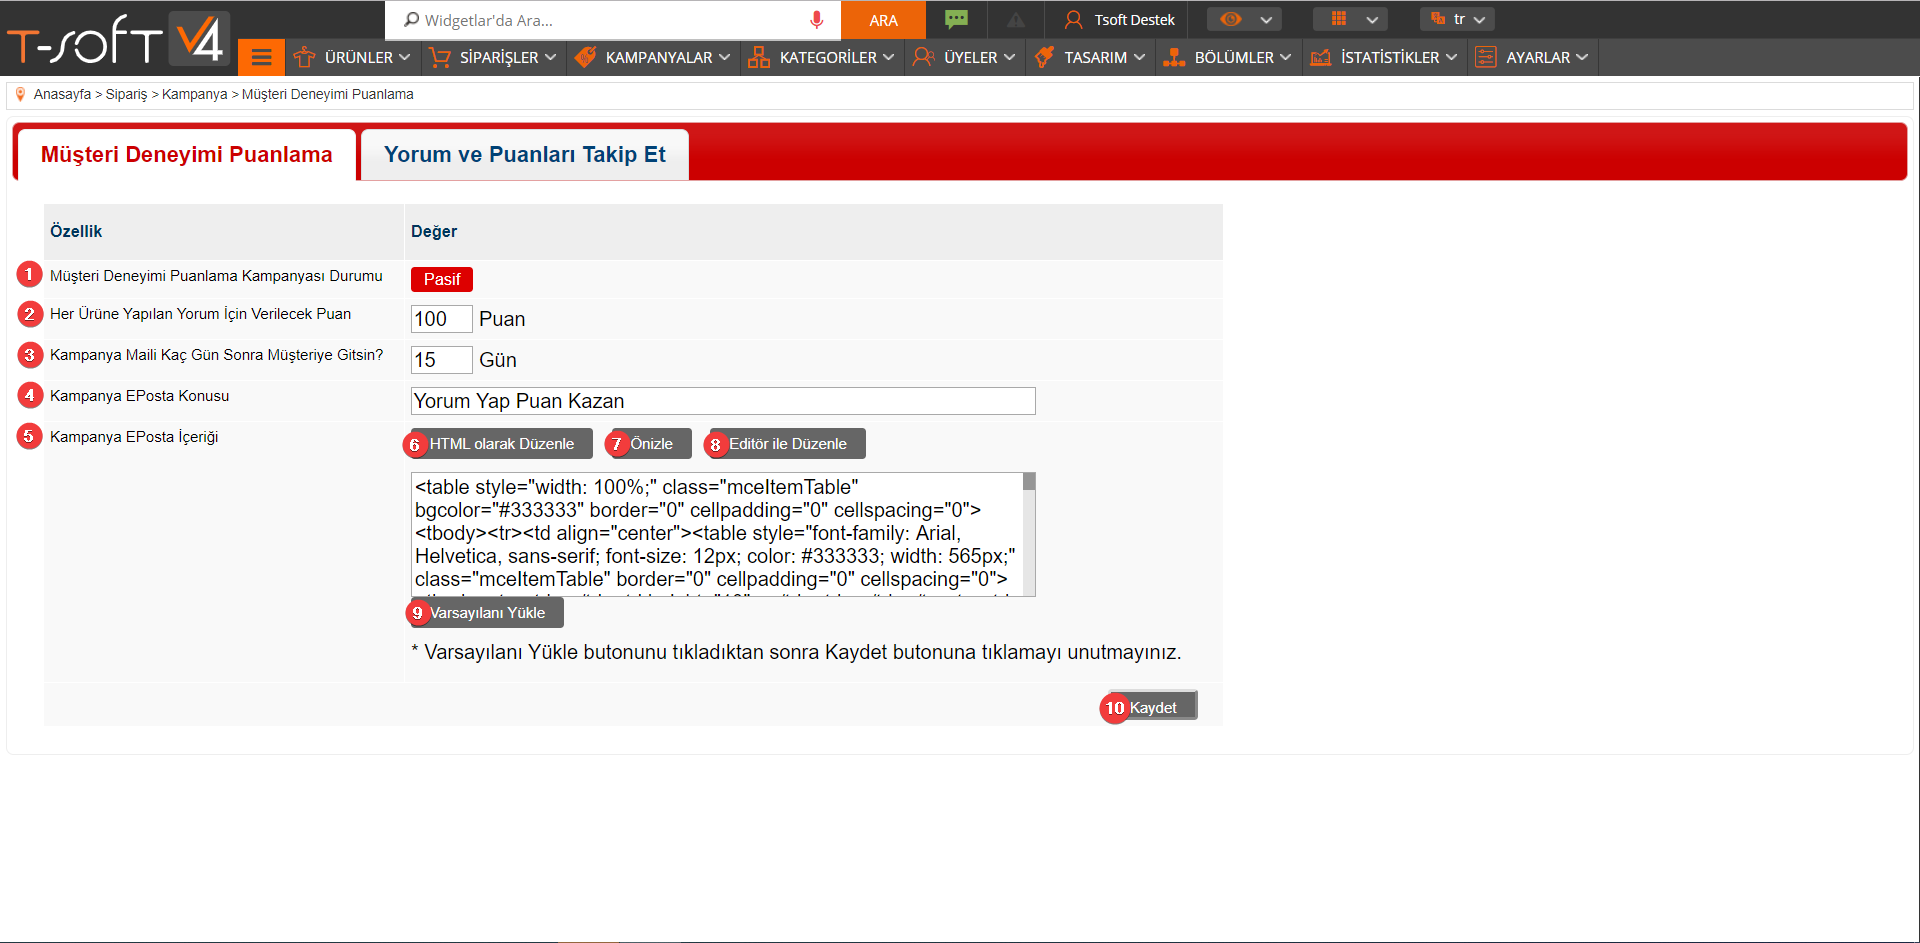 T-SOFT V4
Widgetlar'da Ara...
ARA
Tsoft Destek
tr
ÜRÜNLER
SİPARİŞLER
KAMPANYALAR
KATEGORİLER
ÜYELER
TASARIM
BÖLÜMLER
İSTATİSTİKLER
AYARLAR
Anasayfa > Sipariş > Kampanya > Müşteri Deneyimi Puanlama
Müşteri Deneyimi Puanlama
Yorum ve Puanları Takip Et
Özellik
Değer
1 Müşteri Deneyimi Puanlama Kampanyası Durumu
Pasif
2 Her Ürüne Yapılan Yorum İçin Verilecek Puan
100 Puan
3 Kampanya Maili Kaç Gün Sonra Müşteriye Gitsin?
15 Gün
4 Kampanya EPosta Konusu
Yorum Yap Puan Kazan
5 Kampanya EPosta İçeriği
6 HTML olarak Düzenle
7 Önizle
8 Editör ile Düzenle
<table style="width: 100%;" class="mceItemTable"
bgcolor="#333333" border="0" cellpadding="0" cellspacing="0">
<tbody><tr><td align="center"><table style="font-family: Arial,
Helvetica, sans-serif; font-size: 12px; color: #333333; width: 565px;"
class="mceItemTable" border="0" cellpadding="0" cellspacing="0">
9 Varsayılanı Yükle
* Varsayılanı Yükle butonunu tıkladıktan sonra Kaydet butonuna tıklamayı unutmayınız.
10 Kaydet